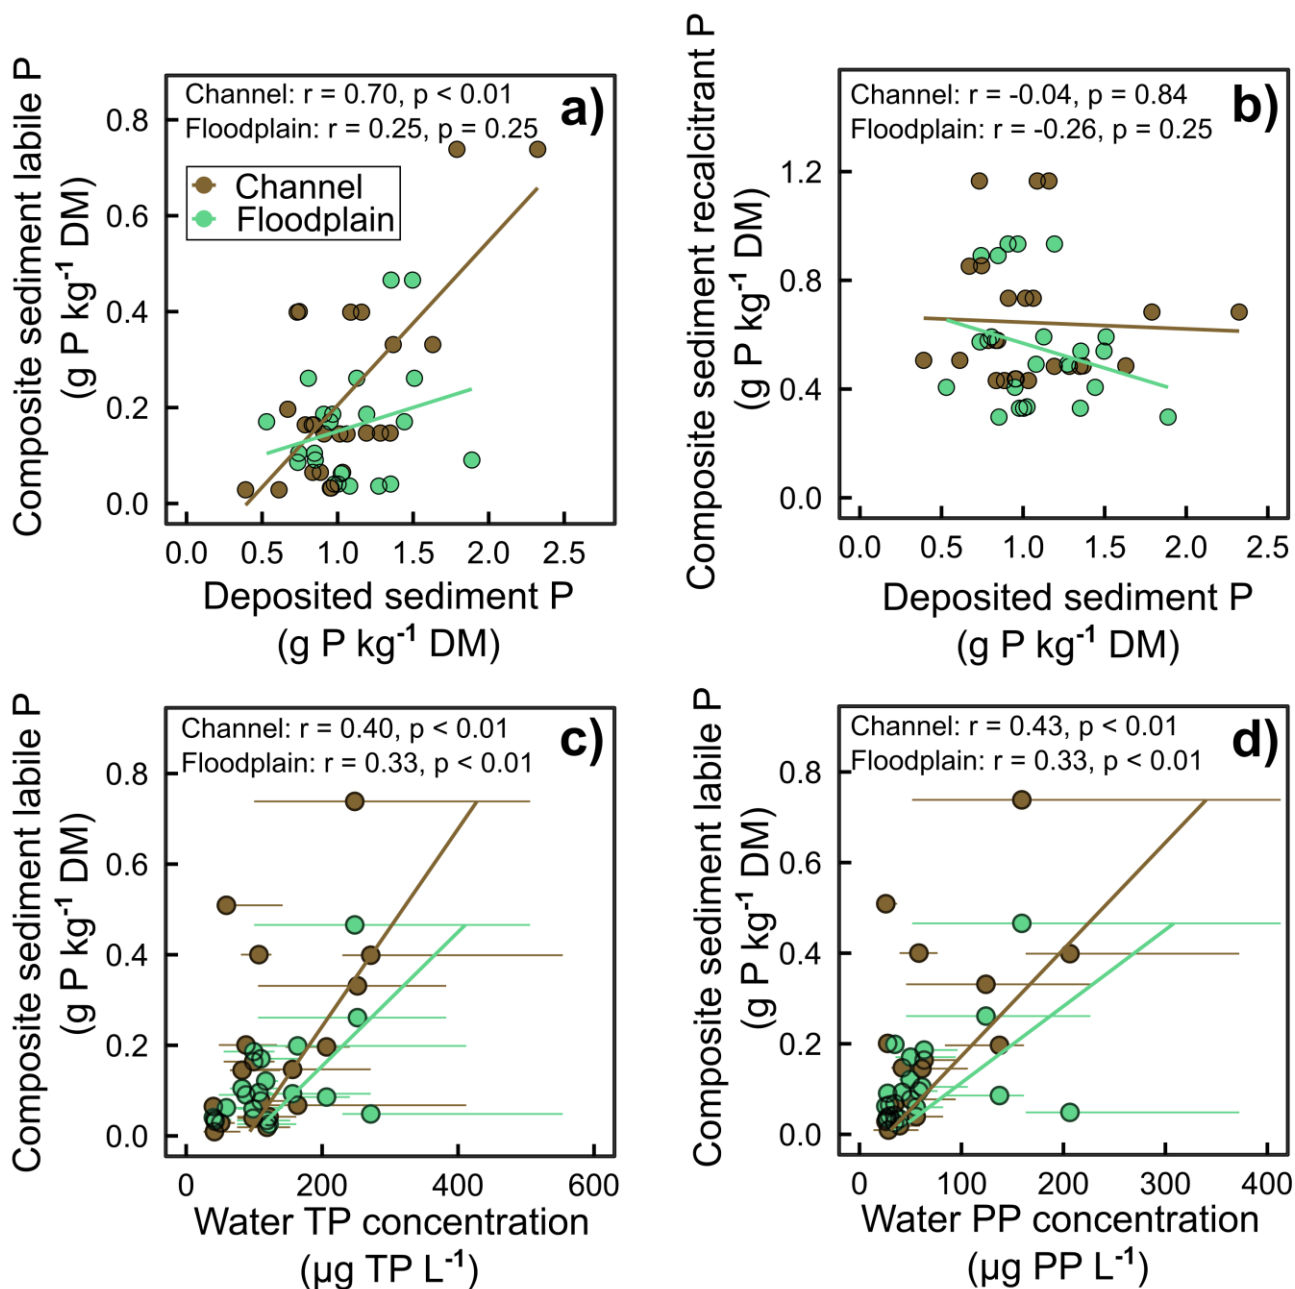 Composite sediment labile P
(g P kg⁻¹ DM)
Channel: r = 0.70, p < 0.01
Floodplain: r = 0.25, p = 0.25
a)
Channel
Floodplain
0.8
0.6
0.4
0.2
0.0
0.0 0.5 1.0 1.5 2.0 2.5
Deposited sediment P
(g P kg⁻¹ DM)
Composite sediment recalcitrant P
(g P kg⁻¹ DM)
Channel: r = -0.04, p = 0.84
Floodplain: r = -0.26, p = 0.25
b)
1.2
0.8
0.4
0.0
0.0 0.5 1.0 1.5 2.0 2.5
Deposited sediment P
(g P kg⁻¹ DM)
Composite sediment labile P
(g P kg⁻¹ DM)
Channel: r = 0.40, p < 0.01
Floodplain: r = 0.33, p < 0.01
c)
0.8
0.6
0.4
0.2
0.0
0 200 400 600
Water TP concentration
(µg TP L⁻¹)
Composite sediment labile P
(g P kg⁻¹ DM)
Channel: r = 0.43, p < 0.01
Floodplain: r = 0.33, p < 0.01
d)
0.8
0.6
0.4
0.2
0.0
0 100 200 300 400
Water PP concentration
(µg PP L⁻¹)